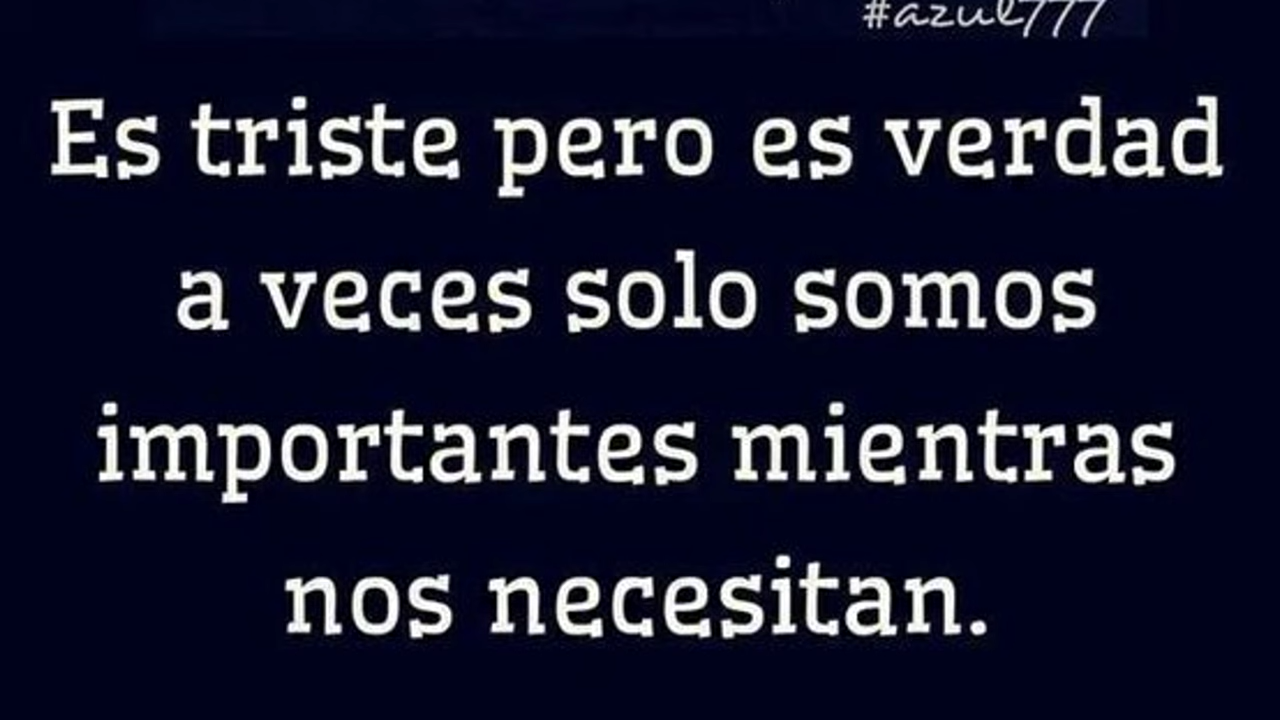 #azul777
Es triste pero es verdad
a veces solo somos
importantes mientras
nos necesitan.